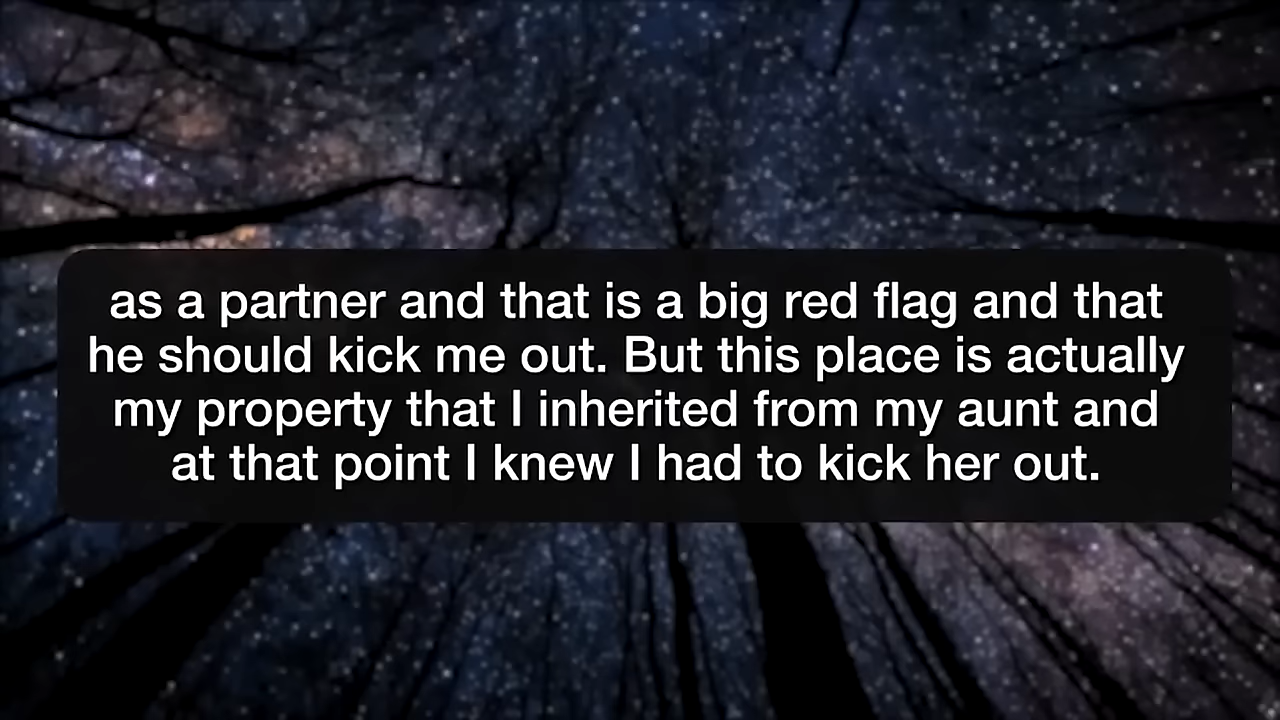 as a partner and that is a big red flag and that
he should kick me out. But this place is actually
my property that I inherited from my aunt and
at that point I knew I had to kick her out.